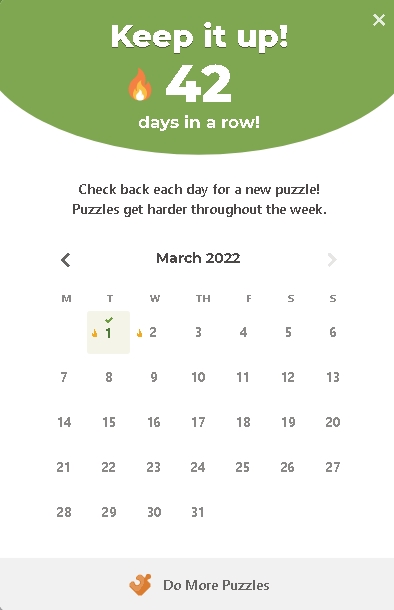 Keep it up!
42
days in a row!
Check back each day for a new puzzle!
Puzzles get harder throughout the week.
March 2022
M T W TH F S S
1 2 3 4 5 6
7 8 9 10 11 12 13
14 15 16 17 18 19 20
21 22 23 24 25 26 27
28 29 30 31
Do More Puzzles